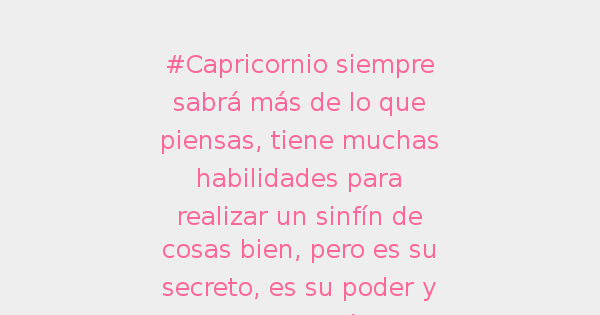 #Capricornio siempre
sabrá más de lo que
piensas, tiene muchas
habilidades para
realizar un sinfín de
cosas bien, pero es su
secreto, es su poder y